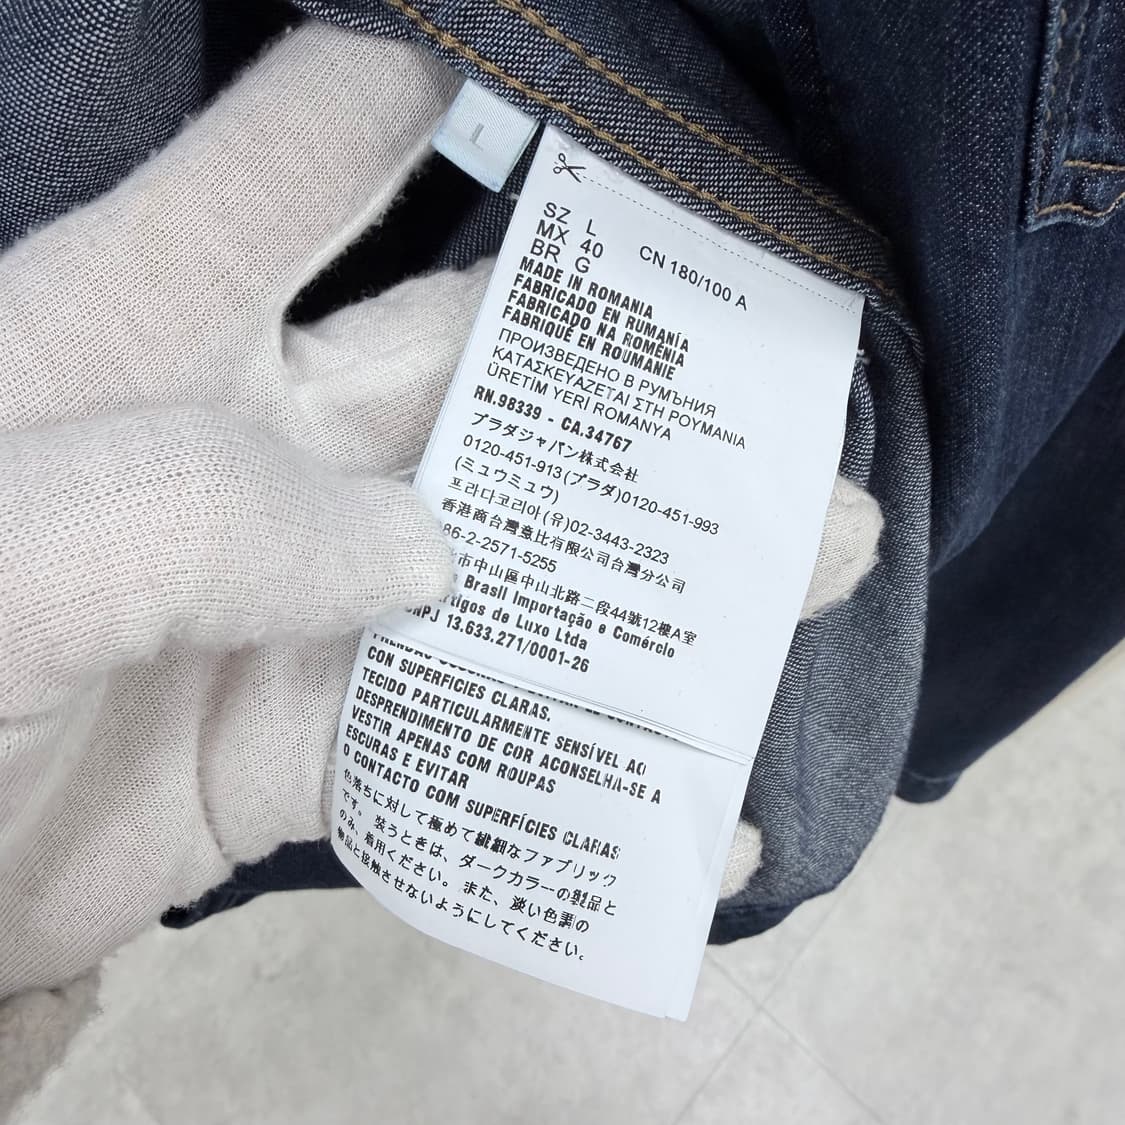 L
SZ L
MX 40
BR G
CN 180/100 A
MADE IN ROMANIA
FABRICADO EN RUMANÍA
FABRICADO NA ROMÉNIA
FABRIQUÉ EN ROUMANIE
ПРОИЗВЕДЕНО В РУМЪНИЯ
ΚΑΤΑΣΚΕΥΑΖΕΤΑΙ ΣΤΗ ΡΟΥΜΑΝΙΑ
ÜRETİM YERİ ROMANYA
RN.98339 - CA.34767
プラダジャパン株式会社
0120-451-913(プラダ)0120-451-993
(ミュウミュウ)
프라다코리아(유)02-3443-2323
香港商台灣意比有限公司台灣分公司
86-2-2571-5255
市中山區中山北路二段44號12樓A室
Brasil Importação e Comércio
Artigos de Luxo Ltda
CNPJ 13.633.271/0001-26
CON SUPERFICIES CLARAS.
TECIDO PARTICULARMENTE SENSÍVEL AO
DESPRENDIMENTO DE COR ACONSELHA-SE A
VESTIR APENAS COM ROUPAS
ESCURAS E EVITAR
O CONTACTO COM SUPERFÍCIES CLARAS
色落ちに対して極めて繊細なファブリック
です。装うときは、ダークカラーの製品と
のみ、着用ください。また、淡い色調の
物品と接触させないようにしてください。